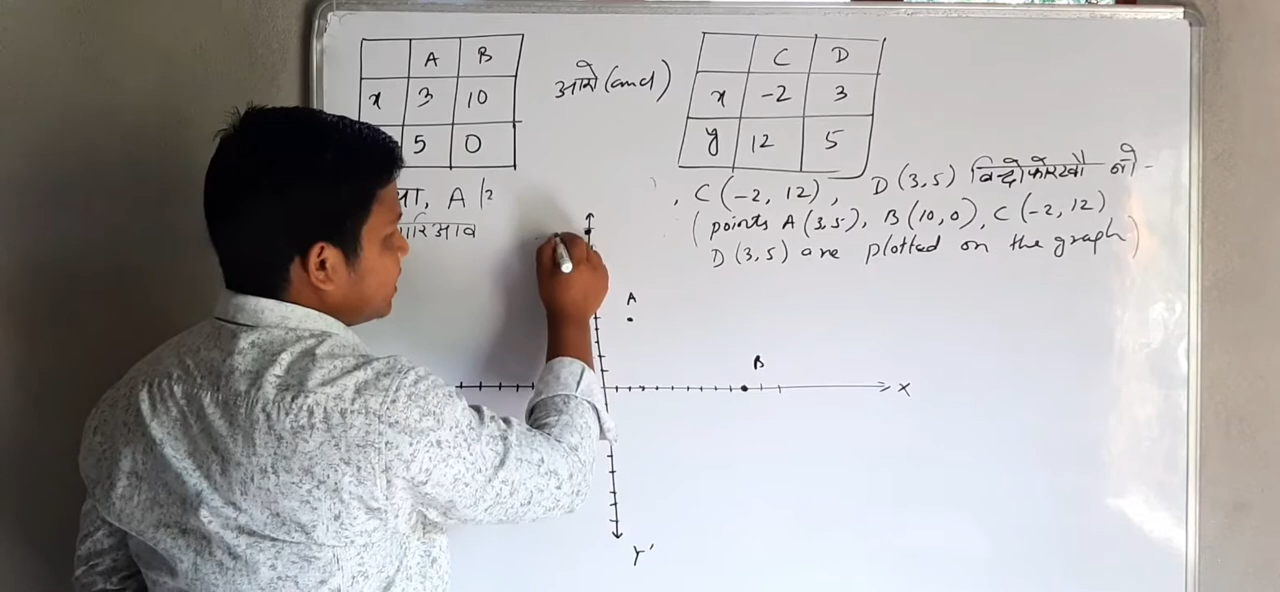 A B
x 3 10
5 0
(and)
C D
x -2 3
y 12 5
A
, C (-2, 12), D (3,5)
(points A (3,5), B (10,0), C (-2, 12)
D (3,5) are plotted on the graph)
A
B
X
Y'